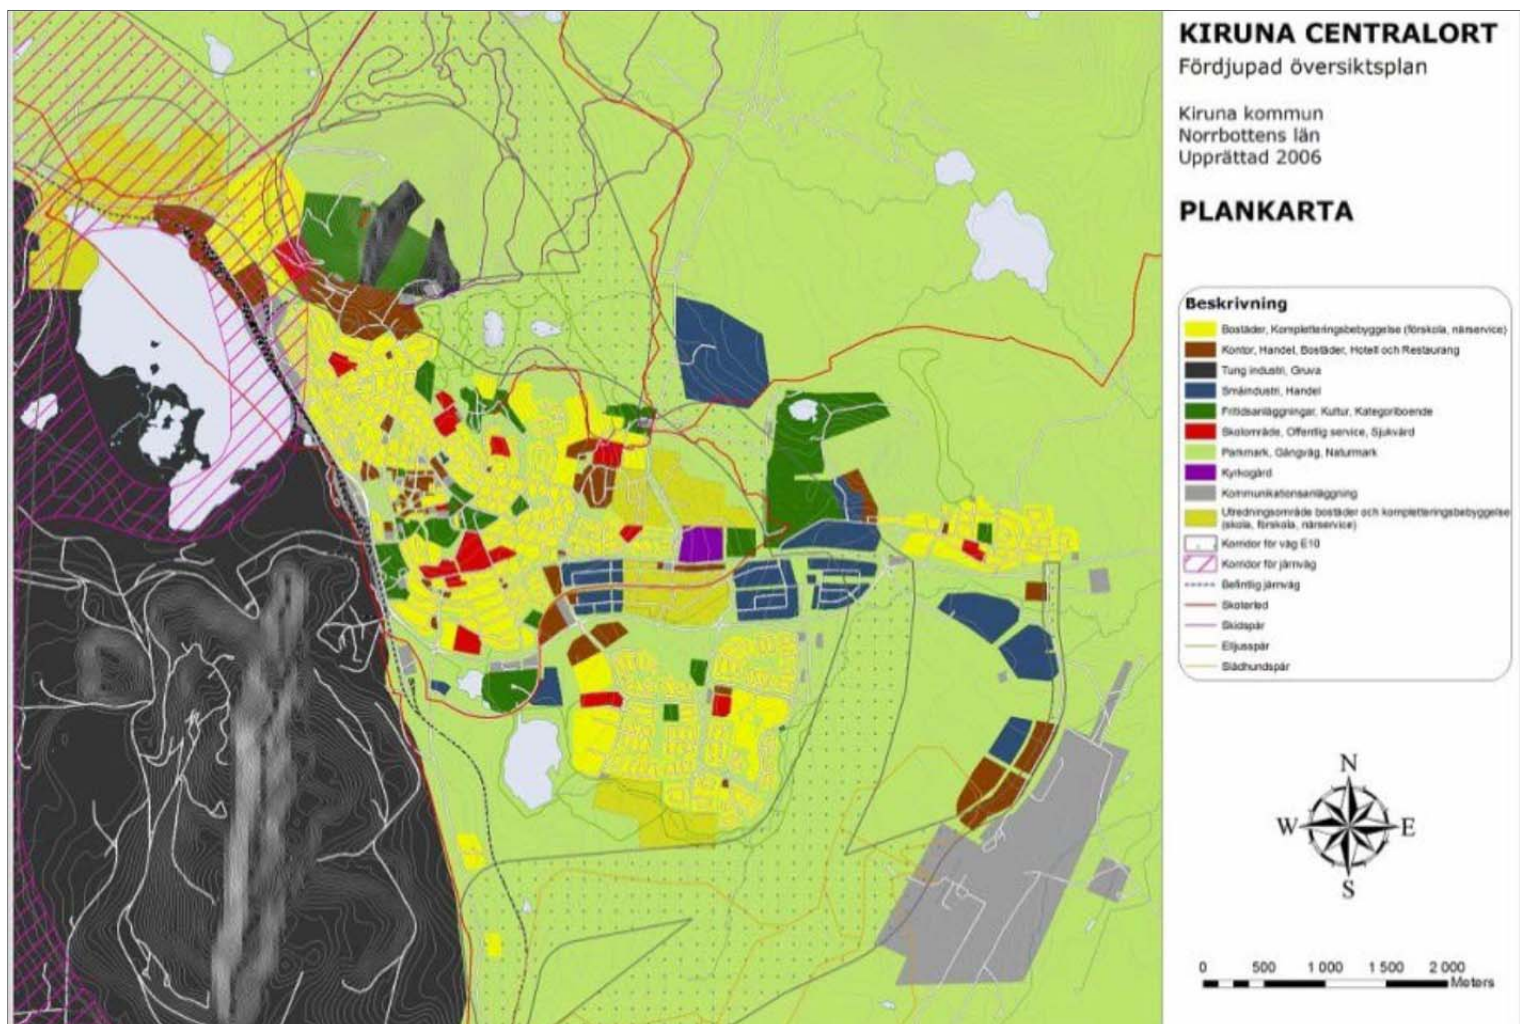 KIRUNA CENTRALORT
Fördjupad översiktsplan
Kiruna kommun
Norrbottens län
Upprättad 2006
PLANKARTA
Beskrivning
Bostäder, Kompletteringsbebyggelse (förskola, närservice)
Kontor, Handel, Bostäder, Hotell och Restaurang
Tung industri, Gruva
Småindustri, Handel
Fritidsanläggningar, Kultur, Kategoriboende
Skolområde, Offentlig service, Sjukvård
Parkmark, Gångväg, Naturmark
Kyrkogård
Kommunikationsanläggning
Utredningsområde bostäder och kompletteringsbebyggelse
(skola, förskola, närservice)
Korridor för väg E10
Korridor för järnväg
Befintlig järnväg
Skoterled
Skidspår
Elljusspår
Slädhundspår
N
W E
S
0 500 1 000 1 500 2 000
Meters